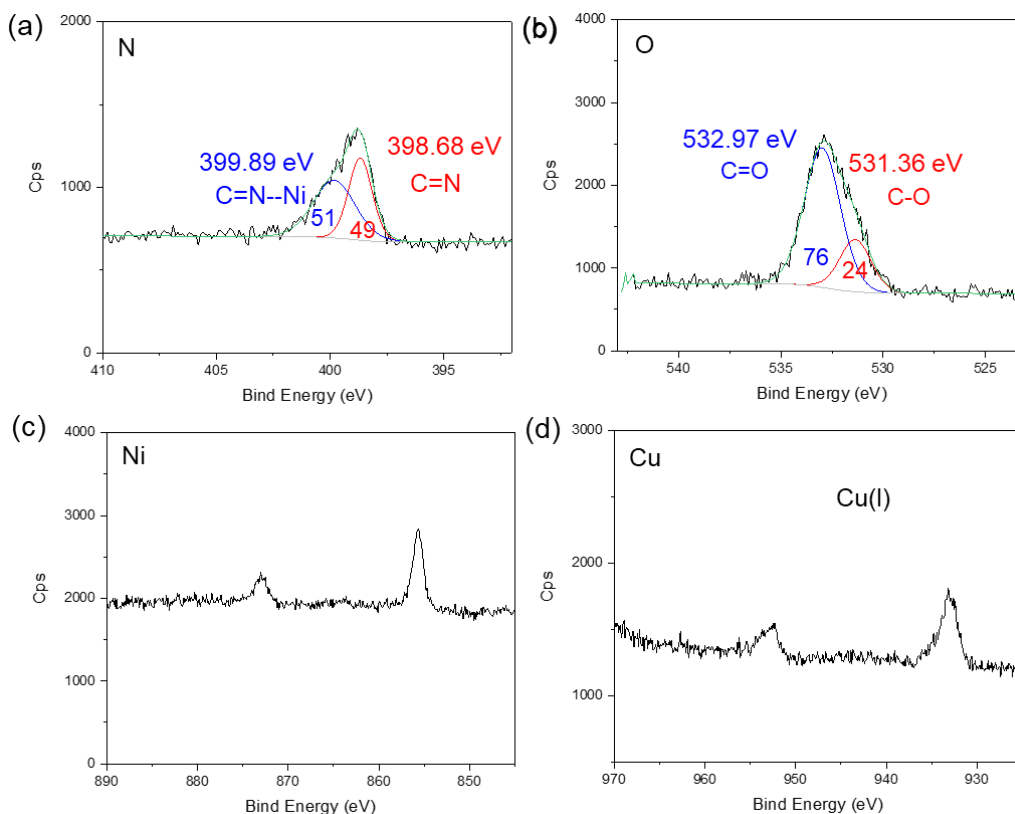 (a)
N
2000
1000
0
Cps
399.89 eV
C=N--Ni
398.68 eV
C=N
51
49
410
405
400
395
Bind Energy (eV)
(b)
O
4000
3000
2000
1000
0
Cps
532.97 eV
C=O
531.36 eV
C-O
76
24
540
535
530
525
Bind Energy (eV)
(c)
Ni
4000
3000
2000
1000
0
Cps
890
880
870
860
850
Bind Energy (eV)
(d)
Cu
Cu(I)
3000
2000
1000
Cps
970
960
950
940
930
Bind Energy (eV)